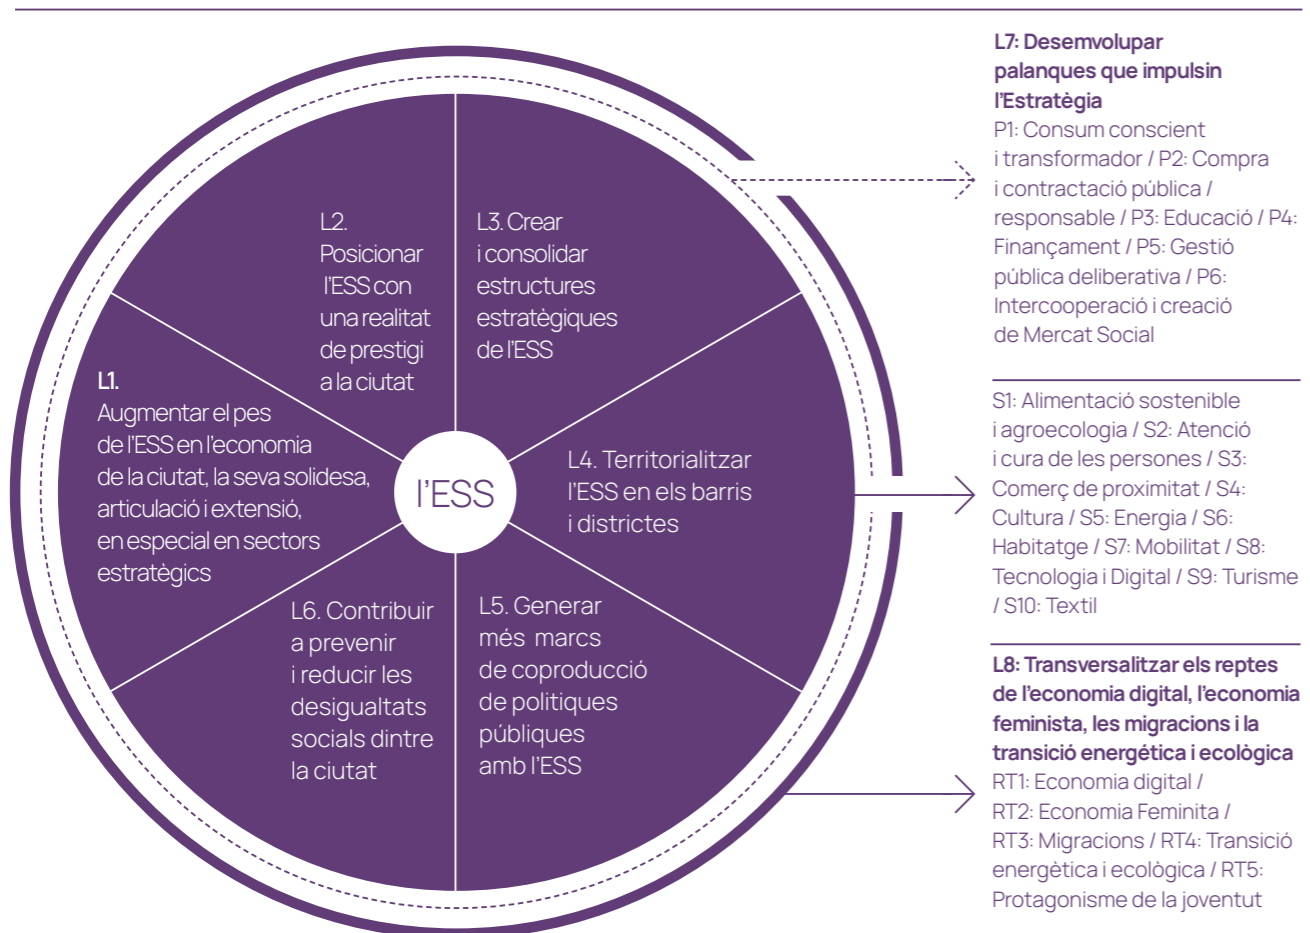 L1.
Augmentar el pes
de l'ESS en l'economia
de la ciutat, la seva solidesa,
articulació i extensió,
en especial en sectors
estratègics
L2.
Posicionar
l'ESS con
una realitat
de prestigi
a la ciutat
L3. Crear
i consolidar
estructures
estratègiques
de l'ESS
L4. Territorialitzar
l'ESS en els barris
i districtes
L5. Generar
més marcs
de coproducció
de politiques
públiques
amb l'ESS
L6. Contribuir
a prevenir
i reducir les
desigualtats
socials dintre
la ciutat
l'ESS
L7: Desemvolupar
palanques que impulsin
l'Estratègia
P1: Consum conscient
i transformador / P2: Compra
i contractació pública /
responsable / P3: Educació / P4:
Finançament / P5: Gestió
pública deliberativa / P6:
Intercooperació i creació
de Mercat Social
S1: Alimentació sostenible
i agroecologia / S2: Atenció
i cura de les persones / S3:
Comerç de proximitat / S4:
Cultura / S5: Energia / S6:
Habitatge / S7: Mobilitat / S8:
Tecnologia i Digital / S9: Turisme
/ S10: Textil
L8: Transversalitzar els reptes
de l'economia digital, l'economia
feminista, les migracions i la
transició energética i ecològica
RT1: Economia digital /
RT2: Economia Feminita /
RT3: Migracions / RT4: Transició
energètica i ecològica / RT5:
Protagonisme de la joventut